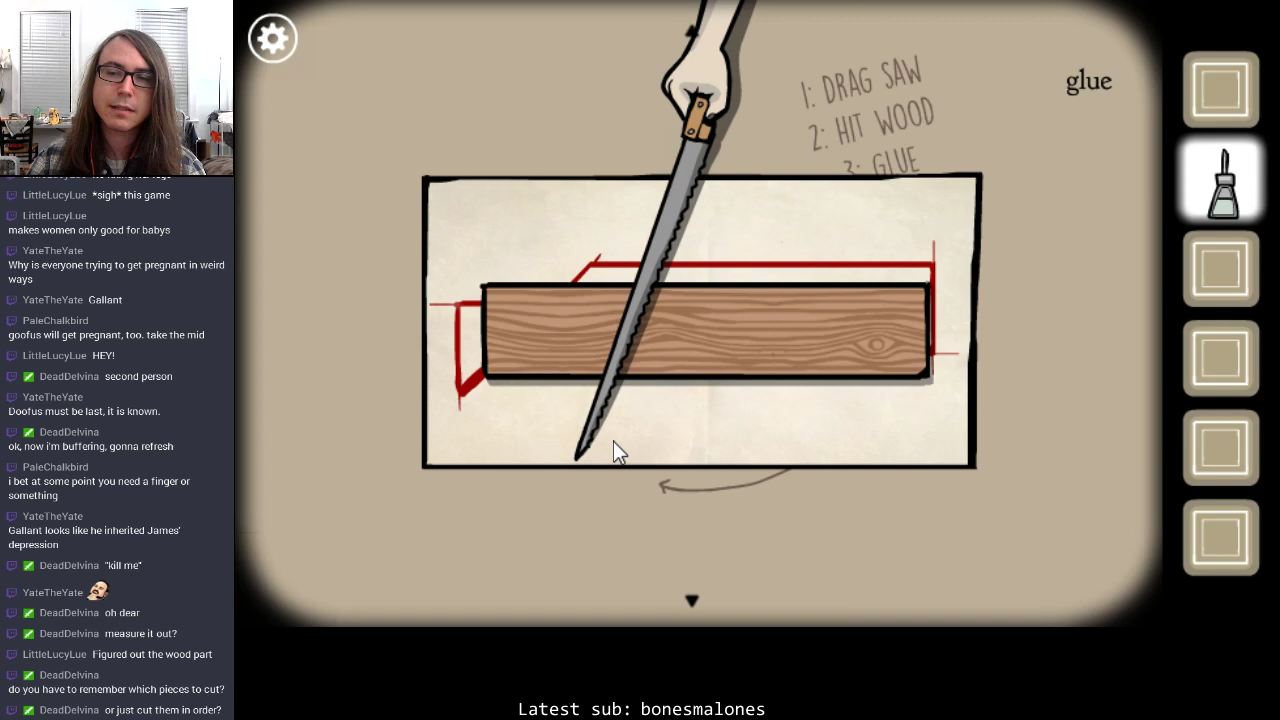 LittleLucyLue *sigh* this game
LittleLucyLue
makes women only good for babys
YateTheYate
Why is everyone trying to get pregnant in weird
ways
YateTheYate Gallant
PaleChalkbird
goofus will get pregnant, too. take the mid
LittleLucyLue HEY!
DeadDelvina second person
YateTheYate
Doofus must be last, it is known.
DeadDelvina
ok, now i'm buffering, gonna refresh
PaleChalkbird
i bet at some point you need a finger or
something
YateTheYate
Gallant looks like he inherited James'
depression
DeadDelvina "kill me"
YateTheYate
DeadDelvina oh dear
DeadDelvina measure it out?
LittleLucyLue Figured out the wood part
DeadDelvina
do you have to remember which pieces to cut?
DeadDelvina or just cut them in order?
1: DRAG SAW
2: HIT WOOD
3: GLUE
glue
Latest sub: bonesmalones